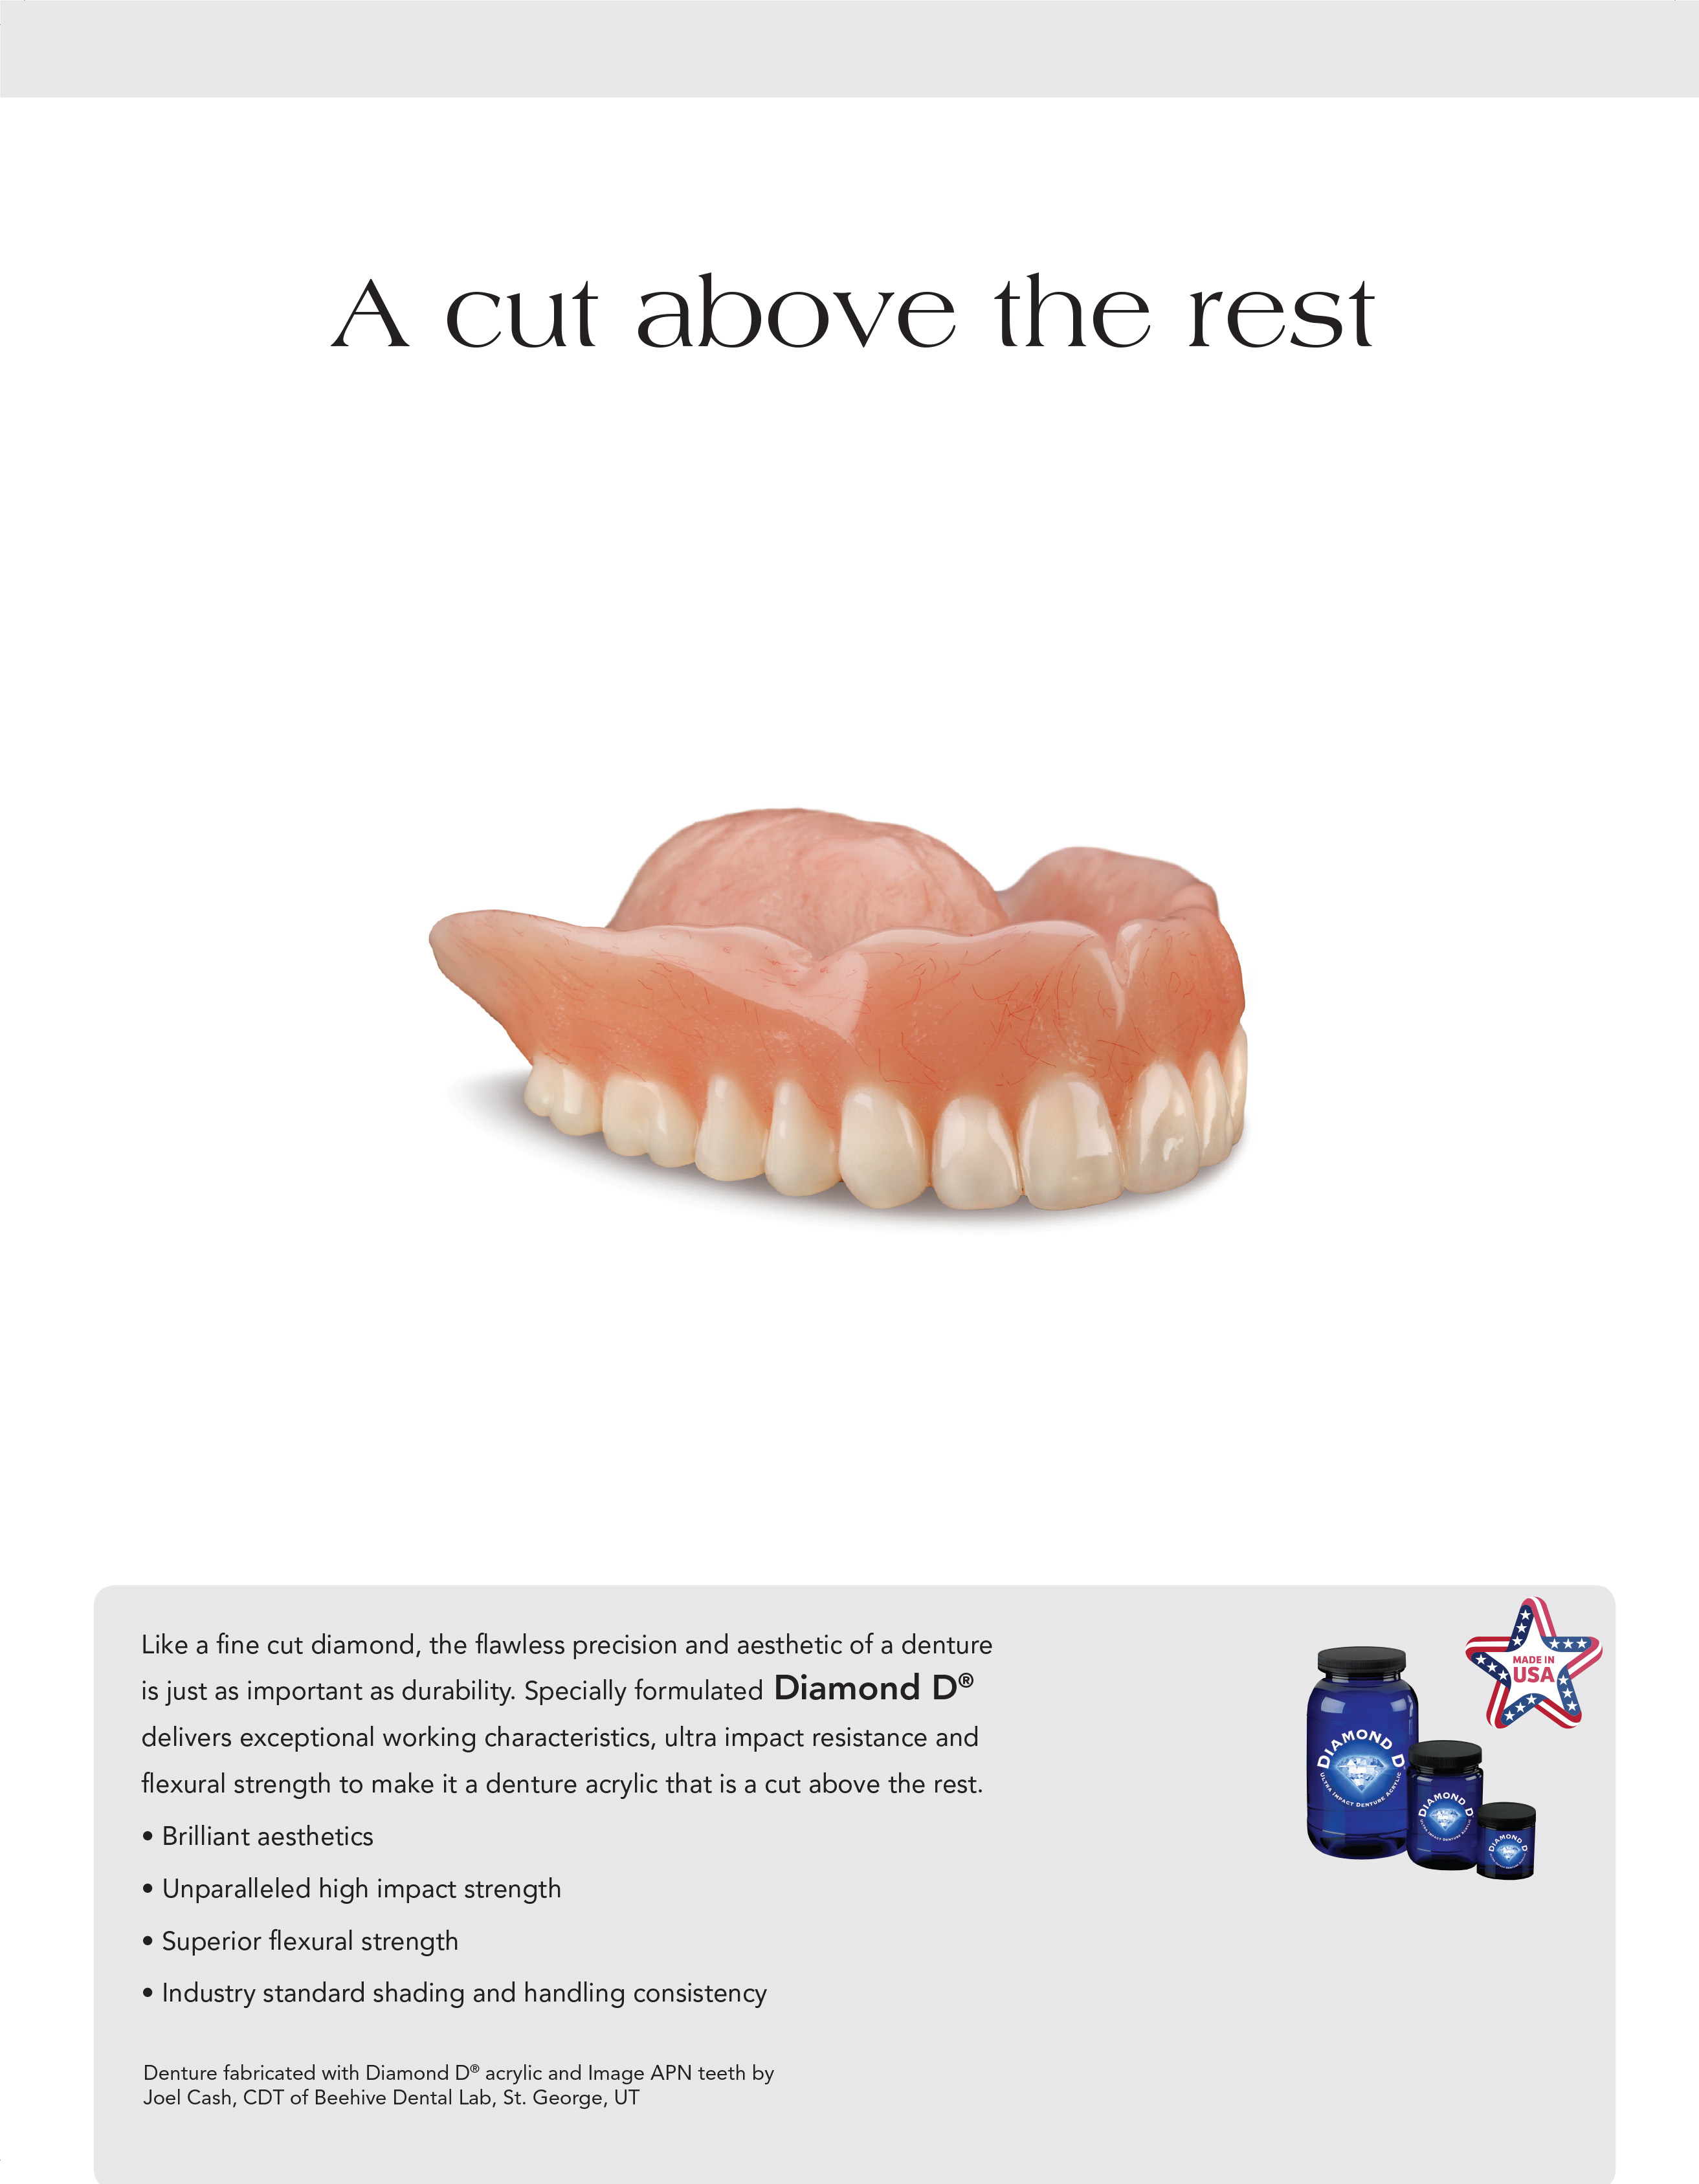 A cut above the rest
Like a fine cut diamond, the flawless precision and aesthetic of a denture
is just as important as durability. Specially formulated Diamond D®
delivers exceptional working characteristics, ultra impact resistance and
flexural strength to make it a denture acrylic that is a cut above the rest.
• Brilliant aesthetics
• Unparalleled high impact strength
• Superior flexural strength
• Industry standard shading and handling consistency
Denture fabricated with Diamond D® acrylic and Image APN teeth by
Joel Cash, CDT of Beehive Dental Lab, St. George, UT
MADE IN
USA
DIAMOND D
ULTRA IMPACT DENTURE ACRYLIC
DIAMOND D
ULTRA IMPACT DENTURE ACRYLIC
DIAMOND D